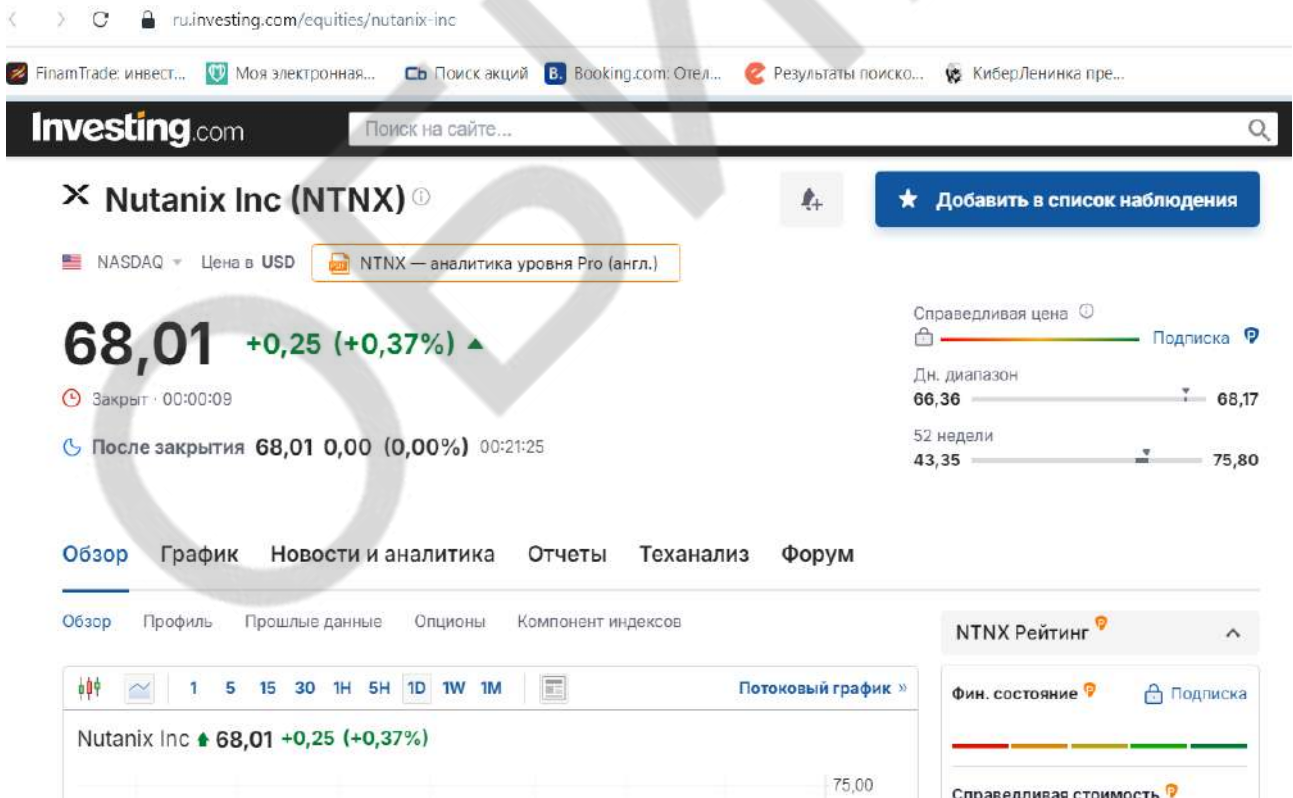 ru.investing.com/equities/nutanix-inc
FinamTrade: инвест... Моя электронная... Сb Поиск акций B. Booking.com: Отел... Результаты поиско... КиберЛенинка пре...
Investing.com Поиск на сайте...
Nutanix Inc (NTNX)
Добавить в список наблюдения
NASDAQ Цена в USD NTNX — аналитика уровня Pro (англ.)
68,01 +0,25 (+0,37%)
Закрыт · 00:00:09
После закрытия 68,01 0,00 (0,00%) 00:21:25
Справедливая цена
Подписка
Дн. диапазон
66,36 68,17
52 недели
43,35 75,80
Обзор График Новости и аналитика Отчеты Теханализ Форум
Обзор Профиль Прошлые данные Опционы Компонент индексов
NTNX Рейтинг
1 5 15 30 1H 5H 1D 1W 1M Потоковый график »
Фин. состояние Подписка
Nutanix Inc 68,01 +0,25 (+0,37%)
75,00
Справедливая стоимость